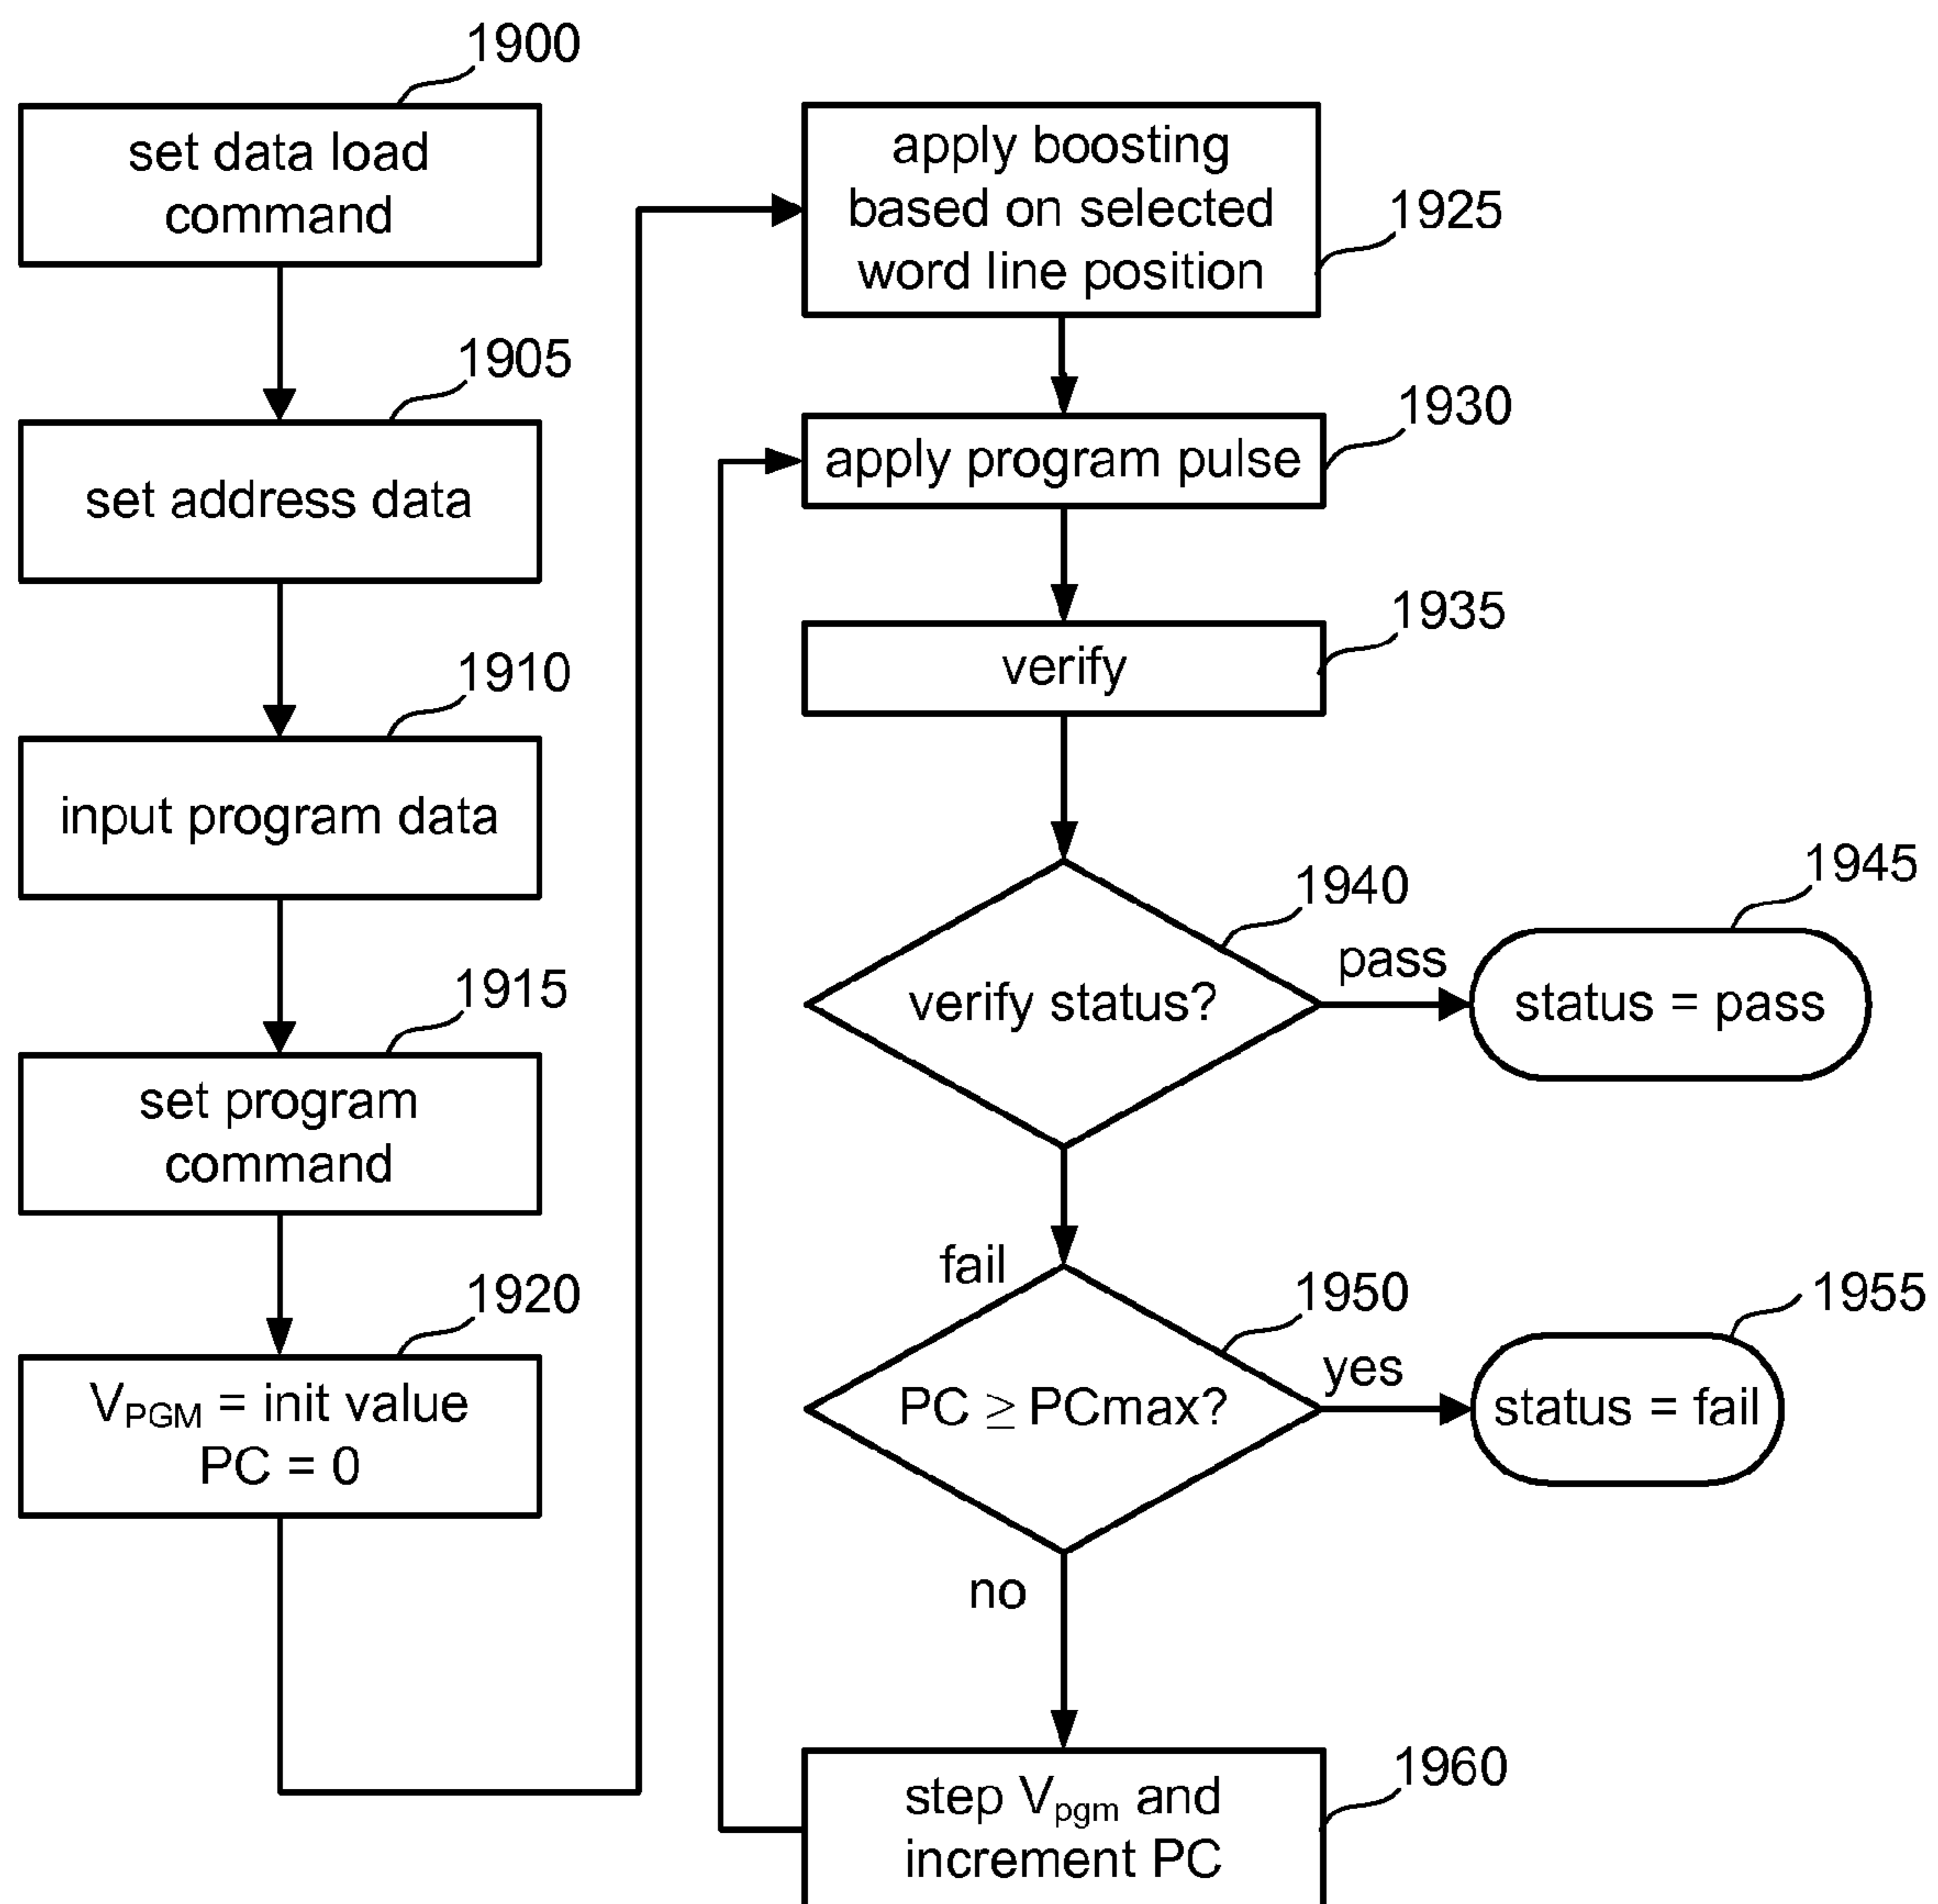 1900
set data load
command
1905
set address data
1910
input program data
1915
set program
command
1920
V_PGM = init value
PC = 0
apply boosting
based on selected
word line position
1925
1930
apply program pulse
1935
verify
1940
verify status?
pass
1945
status = pass
fail
1950
PC ≥ PCmax?
yes
1955
status = fail
no
1960
step V_pgm and
increment PC